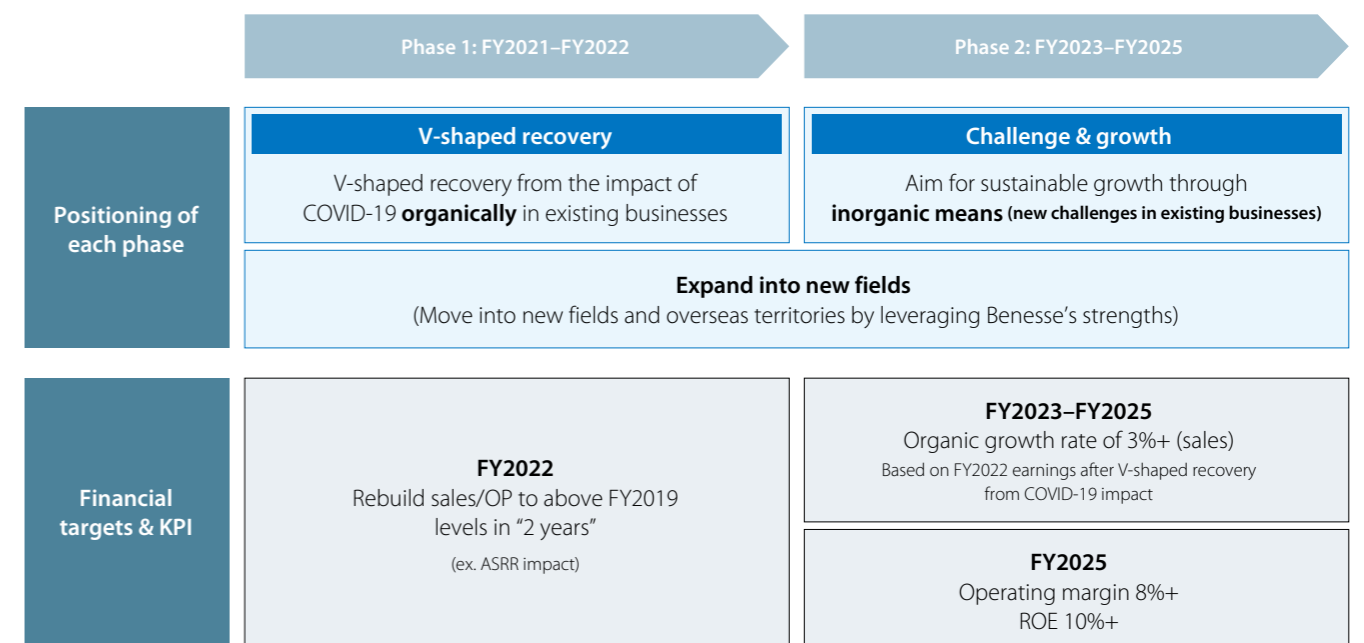 Phase 1: FY2021–FY2022
Phase 2: FY2023–FY2025
Positioning of
each phase
V-shaped recovery
V-shaped recovery from the impact of
COVID-19 organically in existing businesses
Challenge & growth
Aim for sustainable growth through
inorganic means (new challenges in existing businesses)
Expand into new fields
(Move into new fields and overseas territories by leveraging Benesse’s strengths)
Financial
targets & KPI
FY2022
Rebuild sales/OP to above FY2019
levels in “2 years”
(ex. ASRR impact)
FY2023–FY2025
Organic growth rate of 3%+ (sales)
Based on FY2022 earnings after V-shaped recovery
from COVID-19 impact
FY2025
Operating margin 8%+
ROE 10%+